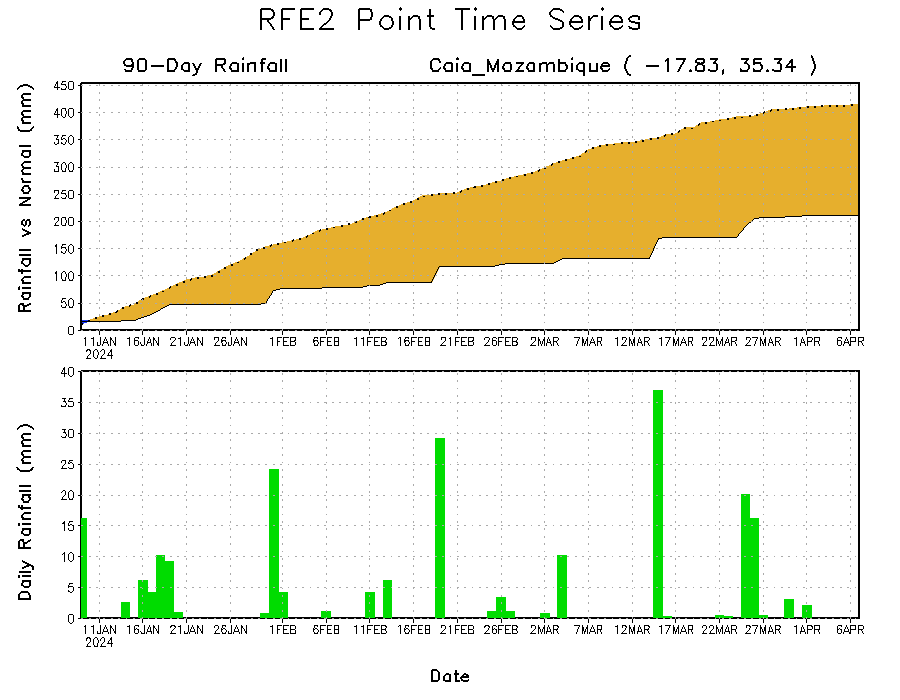 RFE2 Point Time Series
90-Day Rainfall
Caia_Mazambique ( -17.83, 35.34 )
Rainfall vs Normal (mm)
450
400
350
300
250
200
150
100
50
0
11JAN 16JAN 21JAN 26JAN 1FEB 6FEB 11FEB 16FEB 21FEB 26FEB 2MAR 7MAR 12MAR 17MAR 22MAR 27MAR 1APR 6APR
2024
Daily Rainfall (mm)
40
35
30
25
20
15
10
5
0
11JAN 16JAN 21JAN 26JAN 1FEB 6FEB 11FEB 16FEB 21FEB 26FEB 2MAR 7MAR 12MAR 17MAR 22MAR 27MAR 1APR 6APR
2024
Date